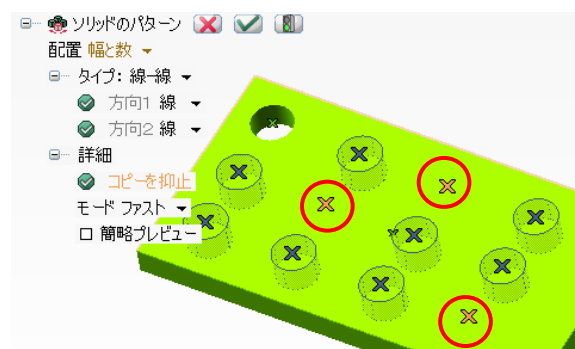 ソリッドのパターン
配置 幅と数
タイプ: 線-線
方向1 線
方向2 線
詳細
コピーを抑止
モード ファスト
簡略プレビュー